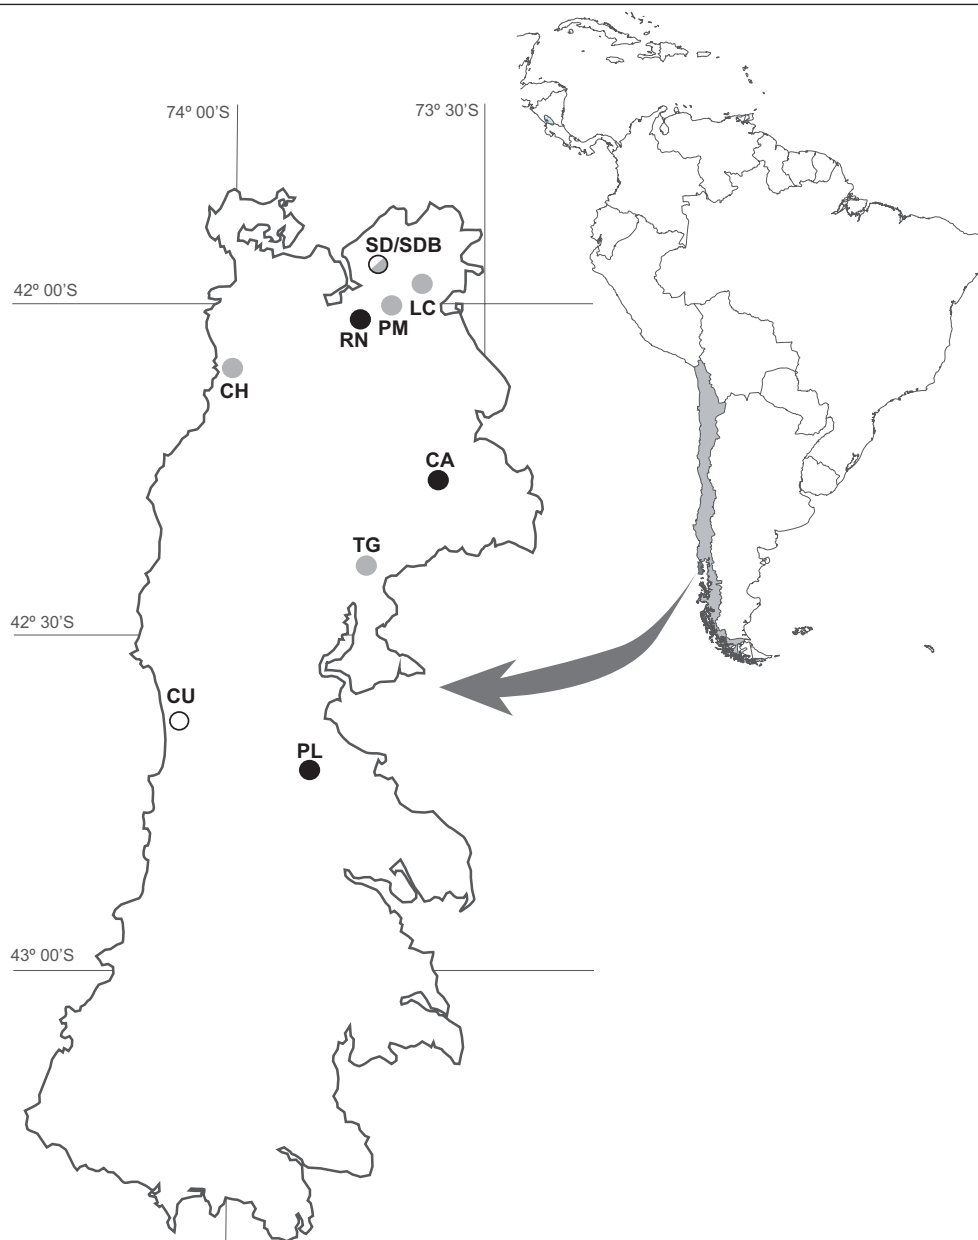 74º 00'S
73º 30'S
SD/SDB
42º 00'S
LC
PM
RN
CH
CA
TG
42º 30'S
CU
PL
43º 00'S